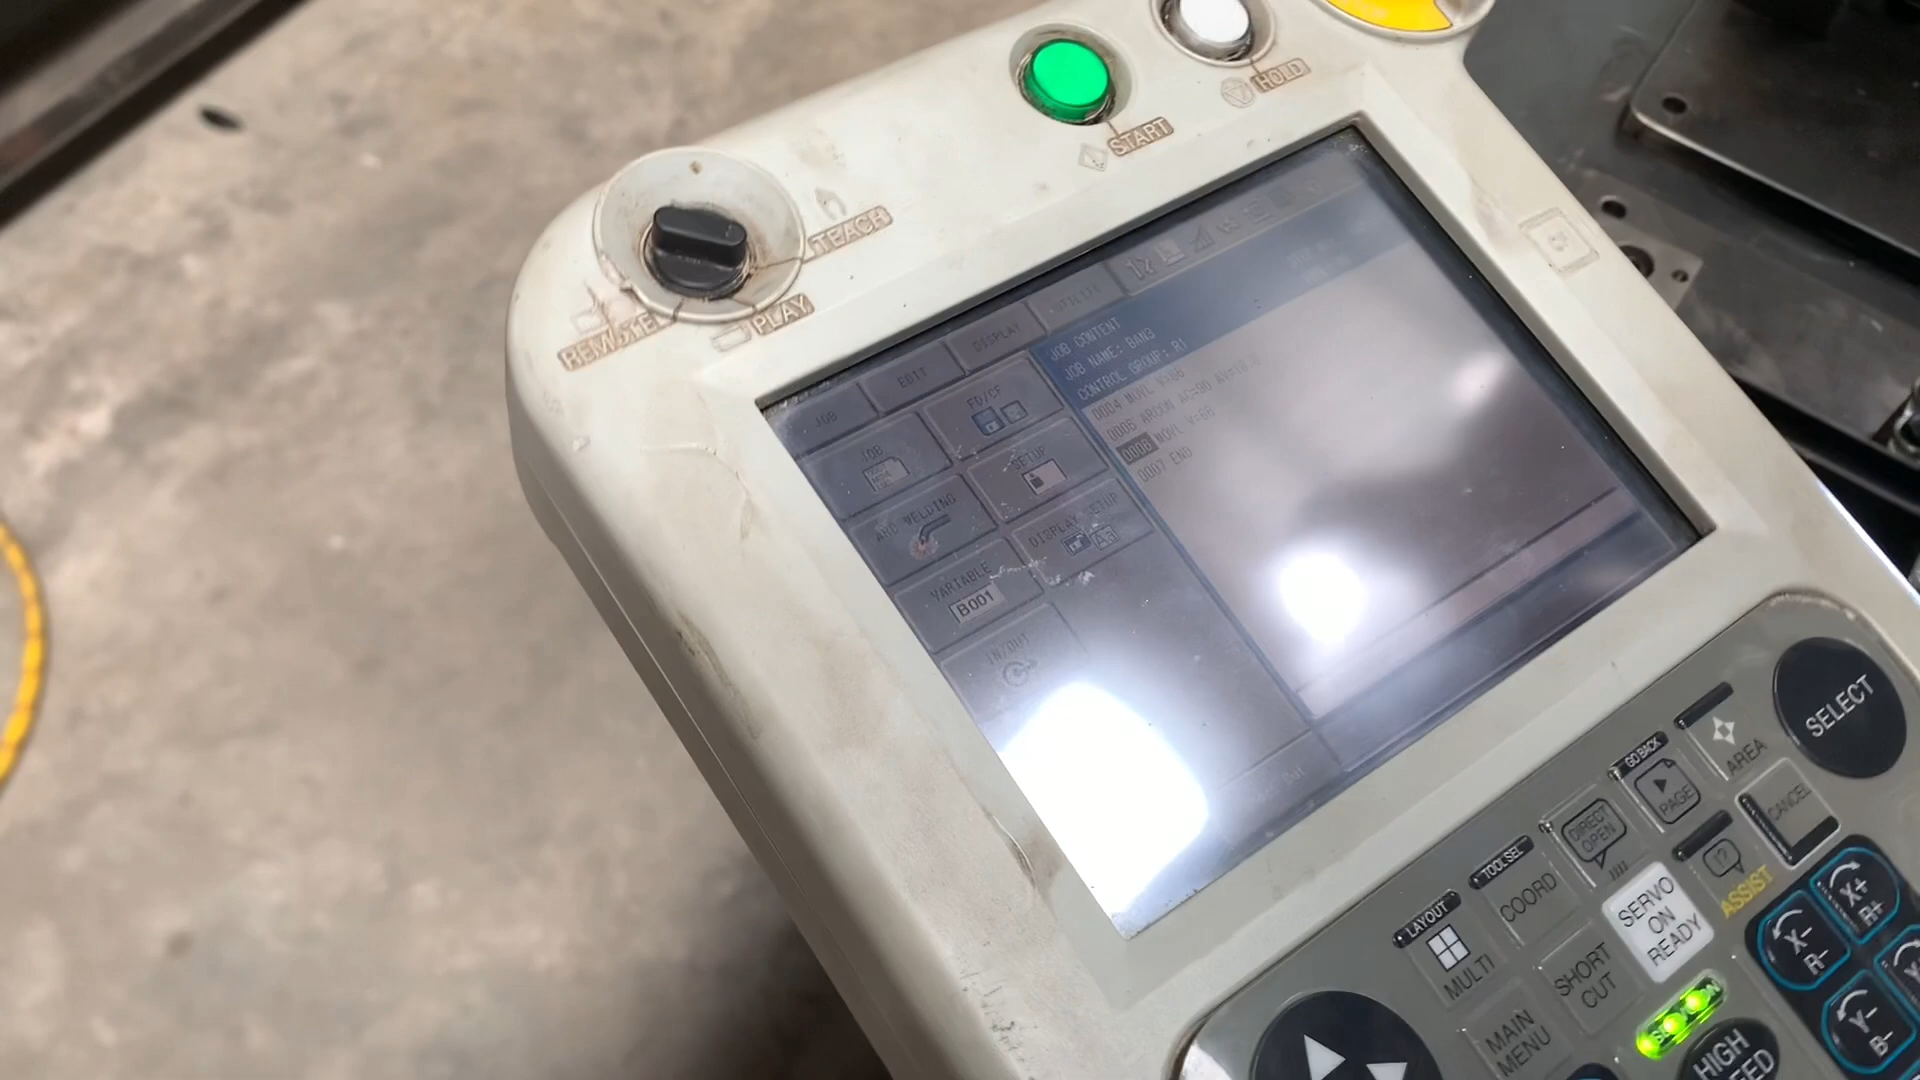 HOLD
START
TEACH
PLAY
REMOTE
JOB
EDIT
DISPLAY
UTILITY
JOB CONTENT
JOB NAME: BAN3
CONTROL GROUP: R1
0004 MOVL V=66
0005 ARCON AC=90
0006 MOVL V=66
0007 END
JOB
FD/CF
ARC WELDING
SETUP
VARIABLE
B001
DISPLAY SETUP
IN/OUT
SELECT
AREA
GO BACK
PAGE
CANCEL
DIRECT
OPEN
!?
ASSIST
TOOL SEL
COORD
LAYOUT
MULTI
SERVO
ON
READY
SHORT
CUT
MAIN
MENU
HIGH
X+
R+
X-
R-
Y-
B-